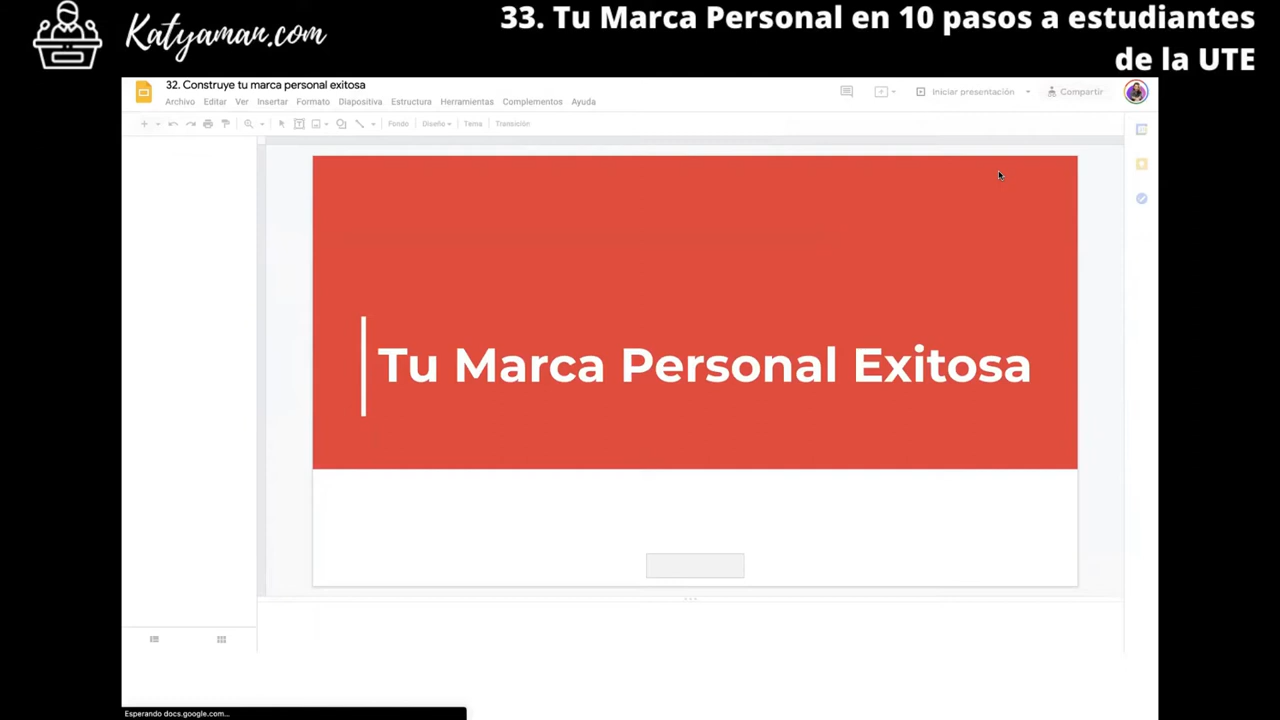 Katyaman.com
33. Tu Marca Personal en 10 pasos a estudiantes
de la UTE
32. Construye tu marca personal exitosa
Archivo Editar Ver Insertar Formato Diapositiva Estructura Herramientas Complementos Ayuda
Iniciar presentación
Compartir
Fondo Diseño Tema Transición
Tu Marca Personal Exitosa
Esperando docs.google.com...